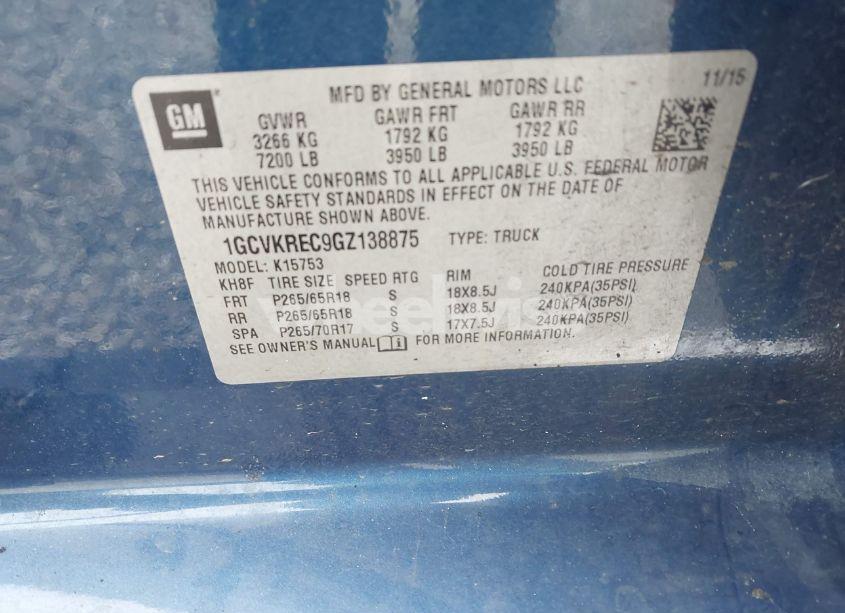 GM
MFD BY GENERAL MOTORS LLC 11/15
GVWR GAWR FRT GAWR RR
3266 KG 1792 KG 1792 KG
7200 LB 3950 LB 3950 LB
THIS VEHICLE CONFORMS TO ALL APPLICABLE U.S. FEDERAL MOTOR
VEHICLE SAFETY STANDARDS IN EFFECT ON THE DATE OF
MANUFACTURE SHOWN ABOVE.
1GCVKREC9GZ138875 TYPE: TRUCK
MODEL: K15753
KH8F TIRE SIZE SPEED RTG RIM COLD TIRE PRESSURE
FRT P265/65R18 S 18X8.5J 240KPA(35PSI)
RR P265/65R18 S 18X8.5J 240KPA(35PSI)
SPA P265/70R17 S 17X7.5J 240KPA(35PSI)
SEE OWNER'S MANUAL FOR MORE INFORMATION.